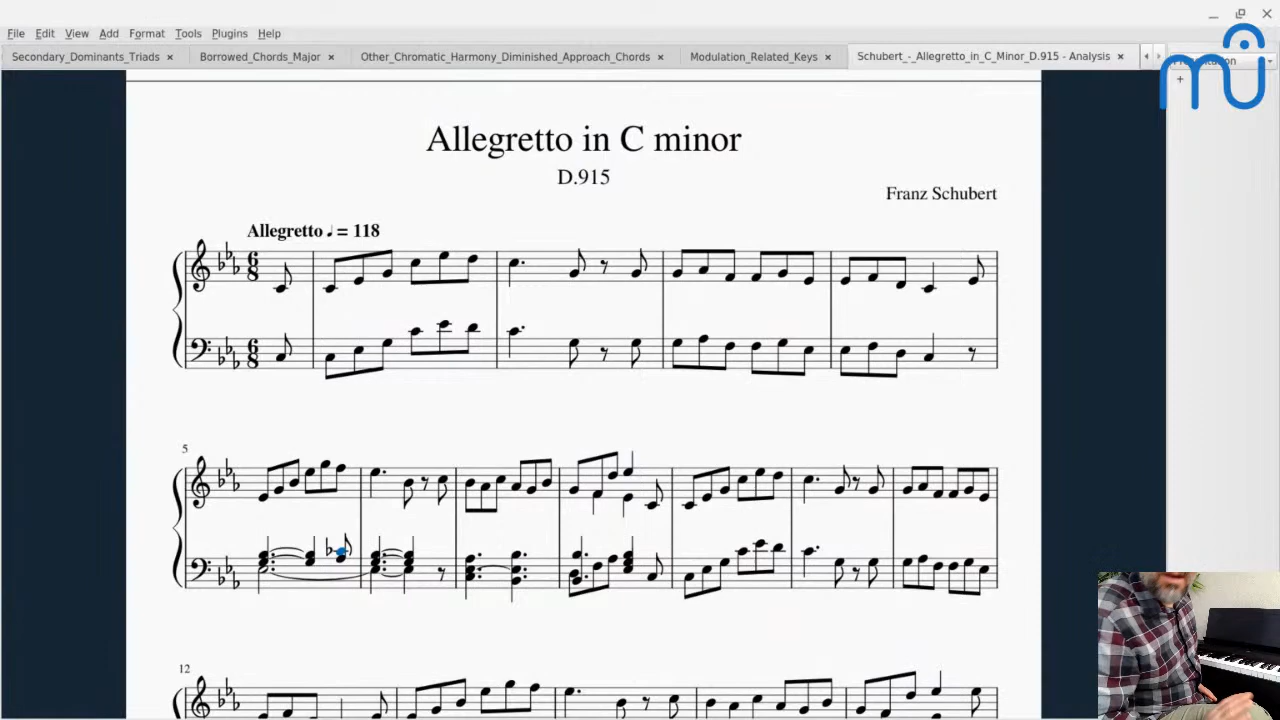 File Edit View Add Format Tools Plugins Help
Secondary_Dominants_Triads × Borrowed_Chords_Major × Other_Chromatic_Harmony_Diminished_Approach_Chords × Modulation_Related_Keys × Schubert_-_Allegretto_in_C_Minor_D.915 - Analysis ×
Allegretto in C minor
D.915
Franz Schubert
Allegretto ♩ = 118
6
8
6
8
5
12